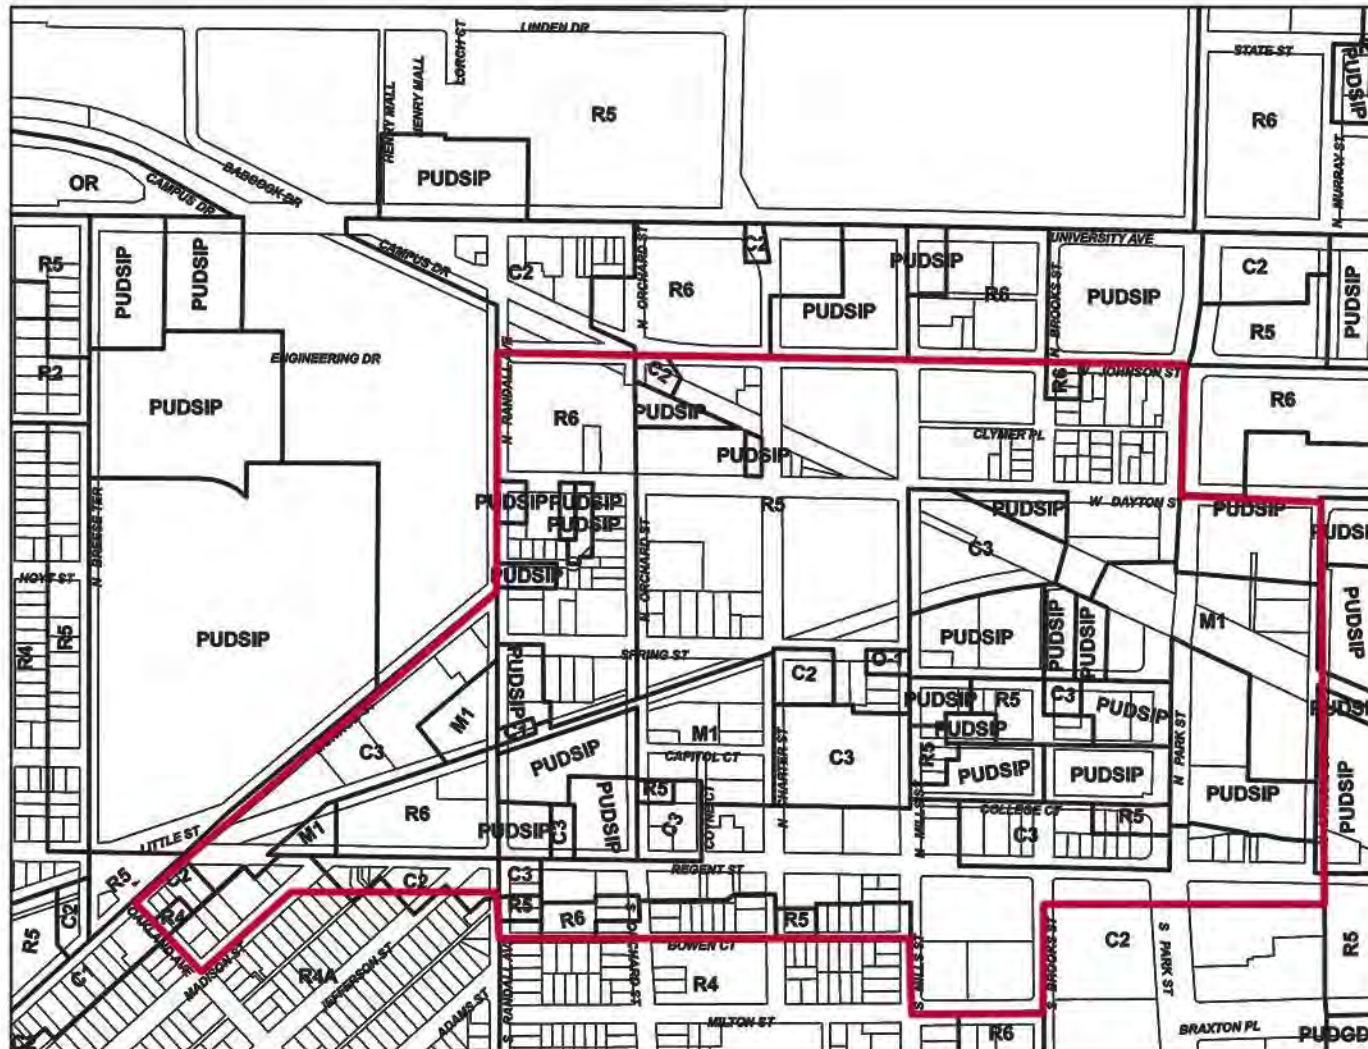 LINDEN DR
LORCH ST
STATE ST
PUDSIP
HENRY MALL
HENRY MALL
R5
R6
N MURRAY ST
OR
CAMPUS DR
BABCOCK DR
PUDSIP
UNIVERSITY AVE
R5
PUDSIP
PUDSIP
CAMPUS DR
C2
N ORCHARD ST
R6
C2
PUDSIP
PUDSIP
R6
N BROOKS ST
PUDSIP
C2
R5
PUDSIP
R2
ENGINEERING DR
PUDSIP
N RANDALL AVE
R6
C2
PUDSIP
PUDSIP
R6
W JOHNSON ST
CLYMER PL
R6
PUDSIP
PUDSIP
PUDSIP
R5
W DAYTON S
PUDSIP
PUDSIP
C3
N BREESE TER
HOYT ST
R4
R5
PUDSIP
PUDSIP
N ORCHARD ST
PUDSIP
PUDSIP
PUDSIP
M1
PUDSIP
SPRING ST
PUDSIP
C2
O-1
C3
M1
M1
CAPITOL CT
C3
N CHARTER ST
PUDSIP
R5
C3
PUDSIP
PUDSIP
R5
PUDSIP
PUDSIP
N PARK ST
PUDSIP
PUDSIP
PUDSIP
PUDSIP
R5
C3
COYNE CT
R6
M1
LITTLE ST
PUDSIP
C3
N MILLS S
COLLEGE CT
C3
R5
REGENT ST
R5
C2
R4
C2
C3
R5
R6
R5
C2
R5
C1
OAKLAND AVE
MADISON ST
R4A
JEFFERSON ST
ADAMS ST
S RANDALL AV
S ORCHARD ST
BOWEN CT
R4
MILTON ST
S MILLS ST
S BROOKS ST
C2
S PARK ST
R5
R6
BRAXTON PL